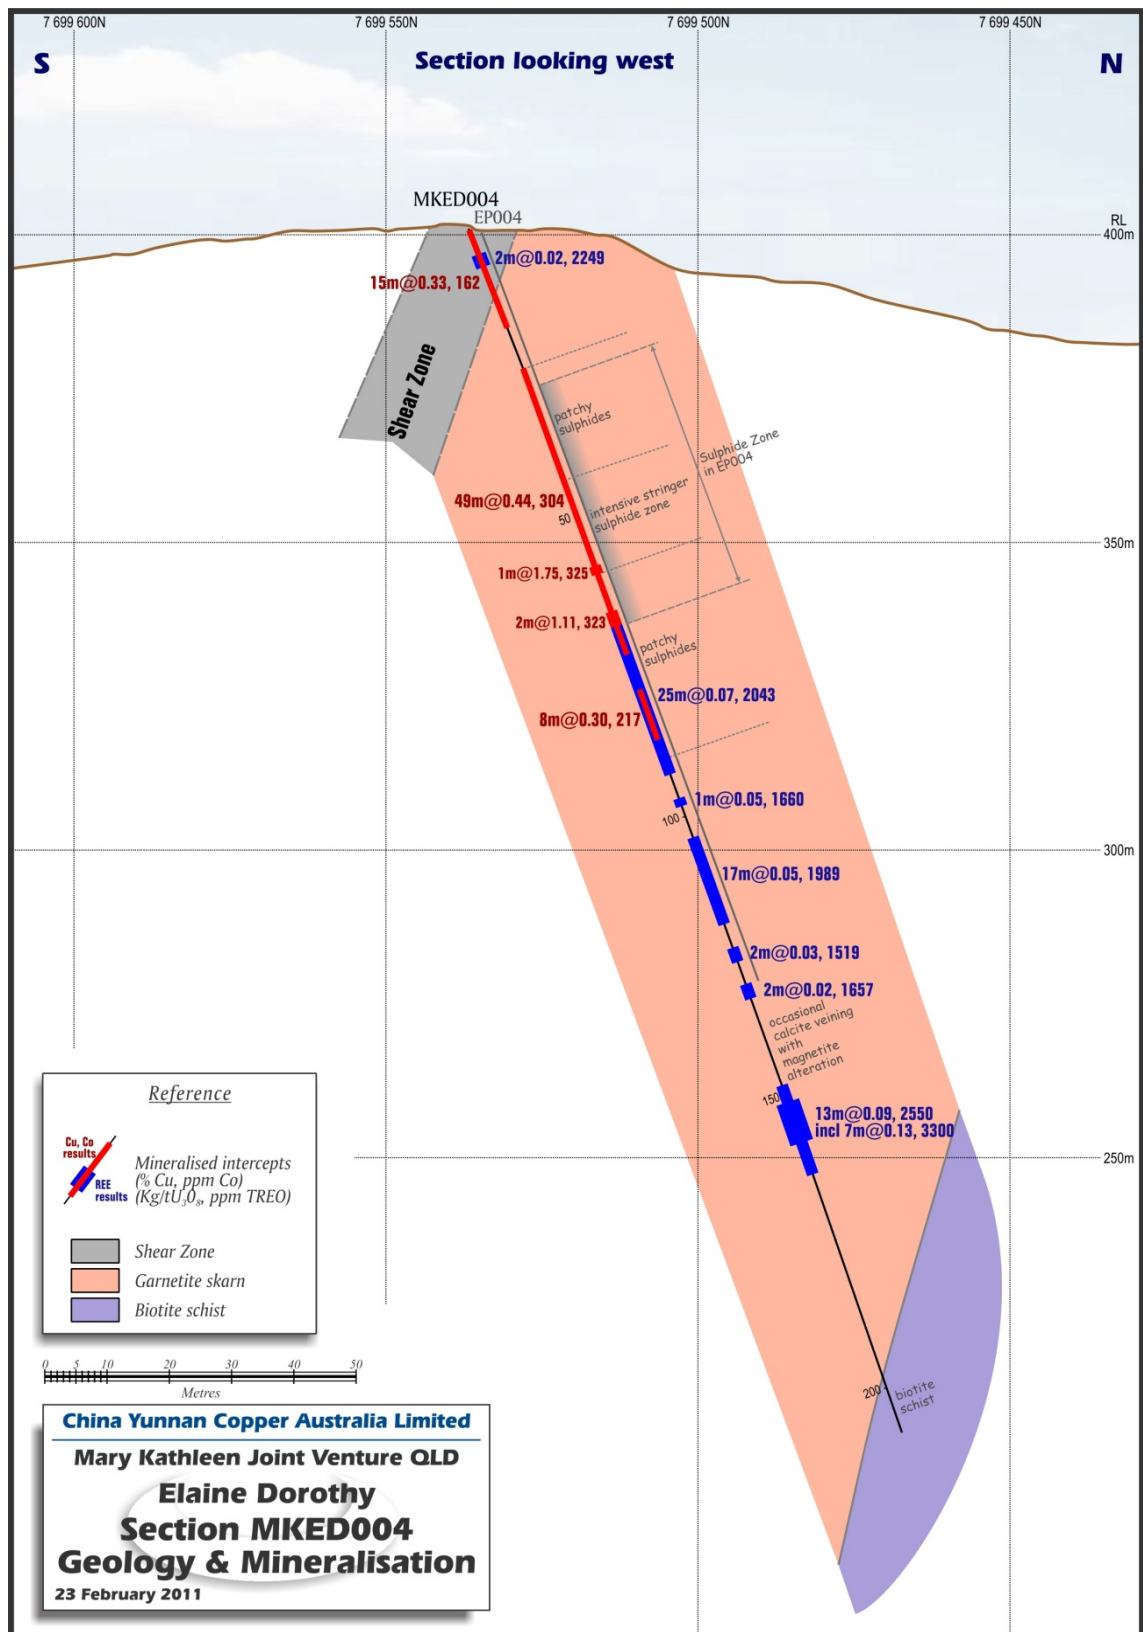 7 699 600N
7 699 550N
7 699 500N
7 699 450N
S
Section looking west
N
MKED004
EP004
RL
400m
2m@0.02, 2249
15m@0.33, 162
Shear Zone
patchy
sulphides
Sulphide Zone
in EP004
49m@0.44, 304
intensive stringer
sulphide zone
50
350m
1m@1.75, 325
2m@1.11, 323
patchy
sulphides
25m@0.07, 2043
8m@0.30, 217
1m@0.05, 1660
100
300m
17m@0.05, 1989
2m@0.03, 1519
2m@0.02, 1657
occasional
calcite veining
with
magnetite
alteration
150
13m@0.09, 2550
incl 7m@0.13, 3300
250m
200
biotite
schist
Reference
Cu, Co
results
REE
results
Mineralised intercepts
(% Cu, ppm Co)
(Kg/tU₃O₈, ppm TREO)
Shear Zone
Garnetite skarn
Biotite schist
0 5 10 20 30 40 50
Metres
China Yunnan Copper Australia Limited
Mary Kathleen Joint Venture QLD
Elaine Dorothy
Section MKED004
Geology & Mineralisation
23 February 2011